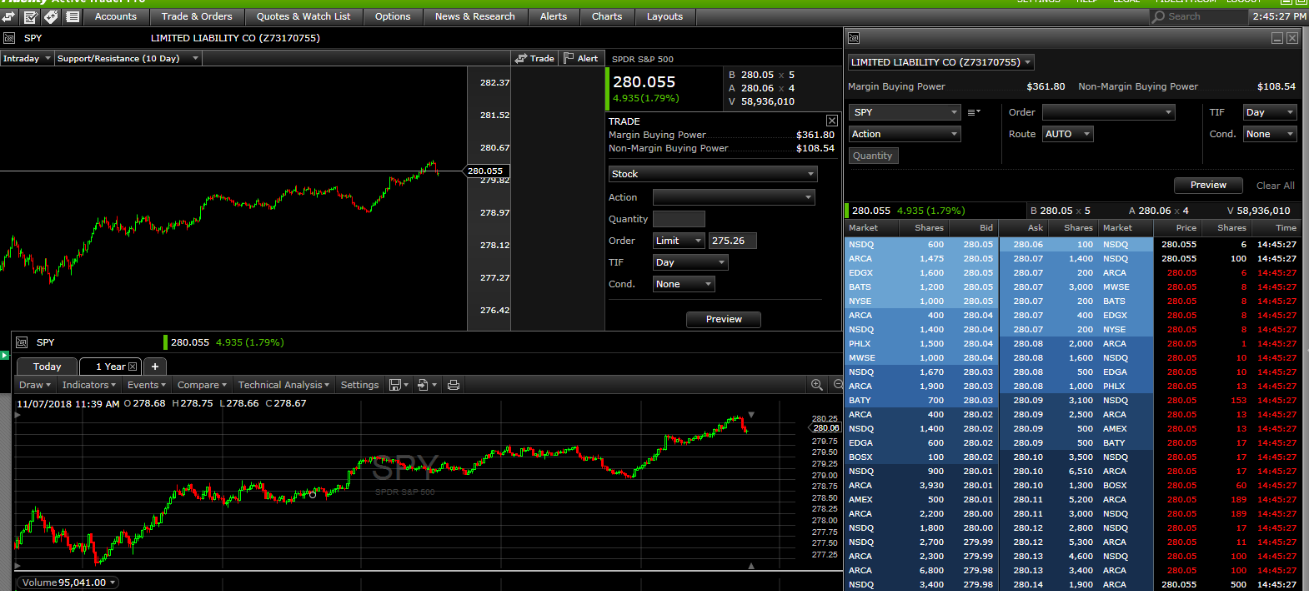 Fidelity Active Trader Pro SETTINGS HELP LEGAL FIDELITY.COM LOGOUT
Accounts Trade & Orders Quotes & Watch List Options News & Research Alerts Charts Layouts Search 2:45:27 PM
SPY LIMITED LIABILITY CO (Z73170755)
Intraday Support/Resistance (10 Day) Trade Alert
282.37
281.52
280.67
280.055
279.82
278.97
278.12
277.27
276.42
SPDR S&P 500
280.055
4.935(1.79%)
B 280.05 x 5
A 280.06 x 4
V 58,936,010
TRADE
Margin Buying Power $361.80
Non-Margin Buying Power $108.54
Stock
Action
Quantity
Order Limit 275.26
TIF Day
Cond. None
Preview
SPY 280.055 4.935 (1.79%)
Today 1 Year +
Draw Indicators Events Compare Technical Analysis Settings
11/07/2018 11:39 AM O 278.68 H 278.75 L 278.66 C 278.67
SPY
SPDR S&P 500
280.25
280.06
279.75
279.50
279.25
279.00
278.75
278.50
278.25
278.00
277.75
277.50
277.25
Volume 95,041.00
LIMITED LIABILITY CO (Z73170755)
Margin Buying Power $361.80 Non-Margin Buying Power $108.54
SPY Order TIF Day
Action Route AUTO Cond. None
Quantity
Preview Clear All
280.055 4.935 (1.79%) B 280.05 x 5 A 280.06 x 4 V 58,936,010
Market Shares Bid Ask Shares Market Price Shares Time
NSDQ 600 280.05 280.06 100 NSDQ 280.055 6 14:45:27
ARCA 1,475 280.05 280.07 1,400 NSDQ 280.055 100 14:45:27
EDGX 1,600 280.05 280.07 200 ARCA 280.05 6 14:45:27
BATS 1,200 280.05 280.07 3,000 MWSE 280.05 8 14:45:27
NYSE 1,000 280.05 280.07 200 BATS 280.05 8 14:45:27
ARCA 400 280.04 280.07 400 EDGX 280.05 8 14:45:27
NSDQ 1,400 280.04 280.07 200 NYSE 280.05 8 14:45:27
PHLX 1,500 280.04 280.08 2,000 ARCA 280.05 1 14:45:27
MWSE 1,000 280.04 280.08 1,600 NSDQ 280.05 10 14:45:27
NSDQ 1,670 280.03 280.08 500 EDGA 280.05 10 14:45:27
ARCA 1,900 280.03 280.08 1,000 PHLX 280.05 13 14:45:27
BATY 700 280.03 280.09 3,100 NSDQ 280.05 153 14:45:27
ARCA 400 280.02 280.09 2,500 ARCA 280.05 13 14:45:27
NSDQ 1,400 280.02 280.09 500 AMEX 280.05 13 14:45:27
EDGA 600 280.02 280.09 500 BATY 280.05 17 14:45:27
BOSX 100 280.02 280.10 3,500 NSDQ 280.05 17 14:45:27
NSDQ 900 280.01 280.10 6,510 ARCA 280.05 17 14:45:27
ARCA 3,930 280.01 280.10 1,300 BOSX 280.05 60 14:45:27
AMEX 500 280.01 280.11 5,200 ARCA 280.05 189 14:45:27
ARCA 2,200 280.00 280.11 3,000 NSDQ 280.05 189 14:45:27
NSDQ 1,800 280.00 280.12 2,800 NSDQ 280.05 17 14:45:27
NSDQ 2,700 279.99 280.12 5,300 ARCA 280.05 11 14:45:27
ARCA 2,300 279.99 280.13 4,600 NSDQ 280.05 100 14:45:27
ARCA 6,800 279.98 280.13 1,400 ARCA 280.05 100 14:45:27
NSDQ 3,400 279.98 280.14 1,900 ARCA 280.055 500 14:45:27